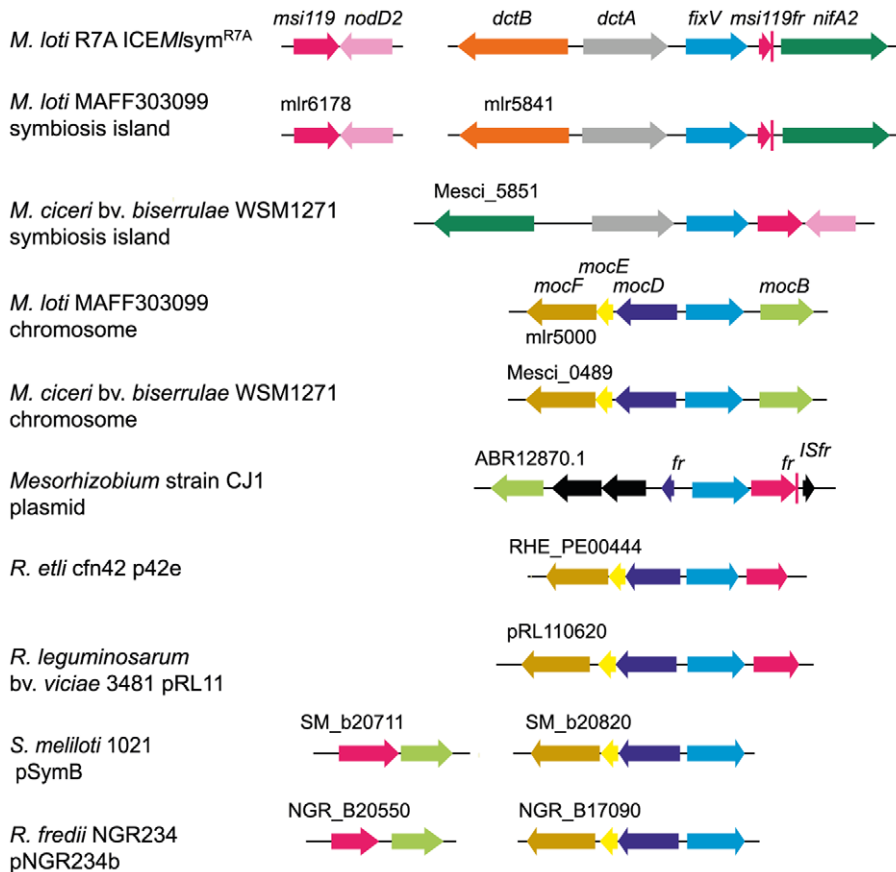 msi119 nodD2 dctB dctA fixV msi119fr nifA2
M. loti R7A ICEMlsymR7A
M. loti MAFF303099 mlr6178 mlr5841
symbiosis island
Mesci_5851
M. ciceri bv. biserrulae WSM1271
symbiosis island
mocE
M. loti MAFF303099 mocF mocD mocB
chromosome mlr5000
M. ciceri bv. biserrulae WSM1271 Mesci_0489
chromosome
ABR12870.1 fr fr ISfr
Mesorhizobium strain CJ1
plasmid
RHE_PE00444
R. etli cfn42 p42e
pRL110620
R. leguminosarum
bv. viciae 3481 pRL11
SM_b20711 SM_b20820
S. meliloti 1021
pSymB
NGR_B20550 NGR_B17090
R. fredii NGR234
pNGR234b